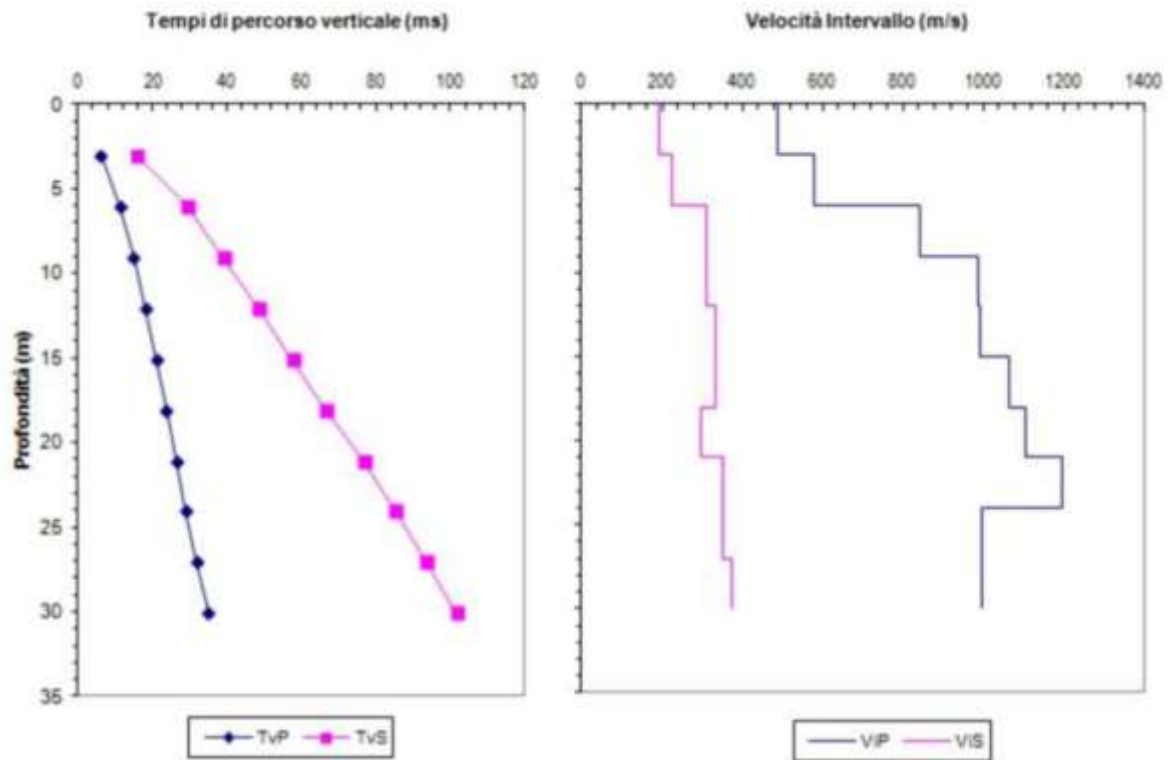 Tempi di percorso verticale (ms)
0 20 40 60 80 100 120
Profondità (m)
0
5
10
15
20
25
30
35
TvP TvS
Velocità Intervallo (m/s)
0 200 400 600 800 1000 1200 1400
ViP ViS